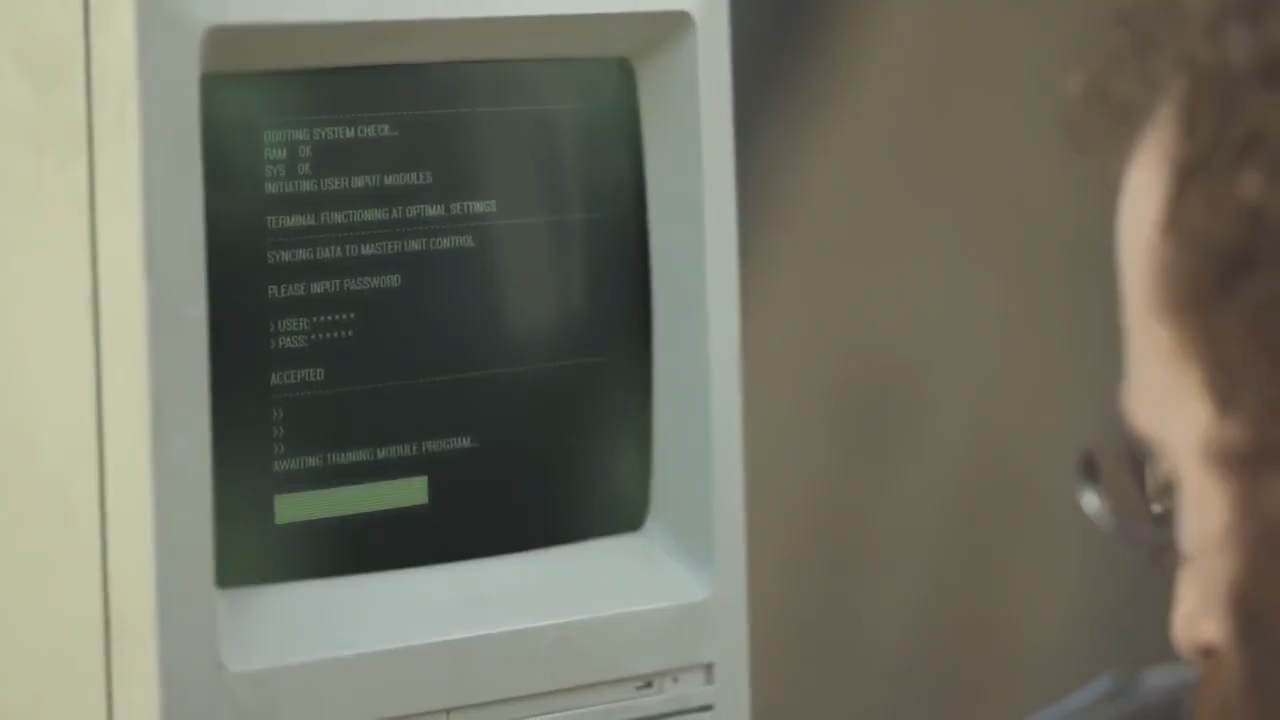 BOOTING SYSTEM CHECK...
RAM OK
SYS OK
INITIATING USER INPUT MODULES
TERMINAL FUNCTIONING AT OPTIMAL SETTINGS
SYNCING DATA TO MASTER UNIT CONTROL
PLEASE INPUT PASSWORD
> USER: ******
> PASS: ******
ACCEPTED
>>
>>
>>
AWAITING TRAINING MODULE PROGRAM...